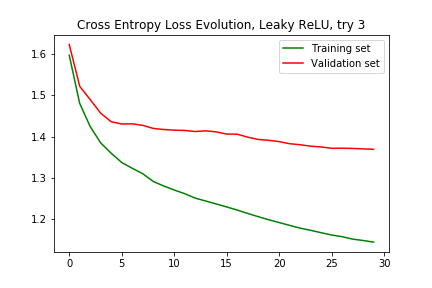 Cross Entropy Loss Evolution, Leaky ReLU, try 3
Training set
Validation set
1.6
1.5
1.4
1.3
1.2
0 5 10 15 20 25 30